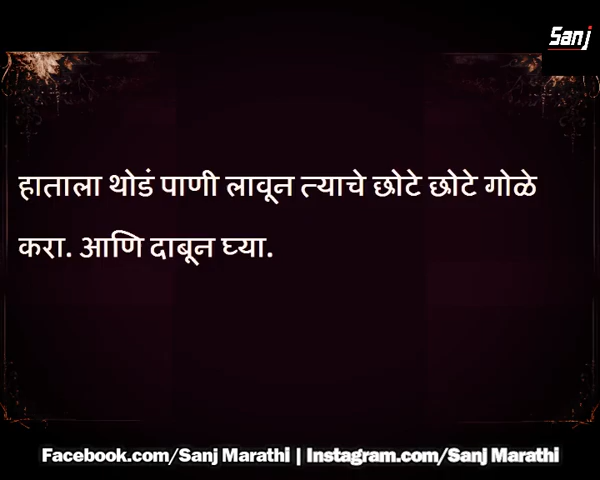 Sanj
हाताला थोडं पाणी लावून त्याचे छोटे छोटे गोळे
करा. आणि दाबून घ्या.
Facebook.com/Sanj Marathi | Instagram.com/Sanj Marathi